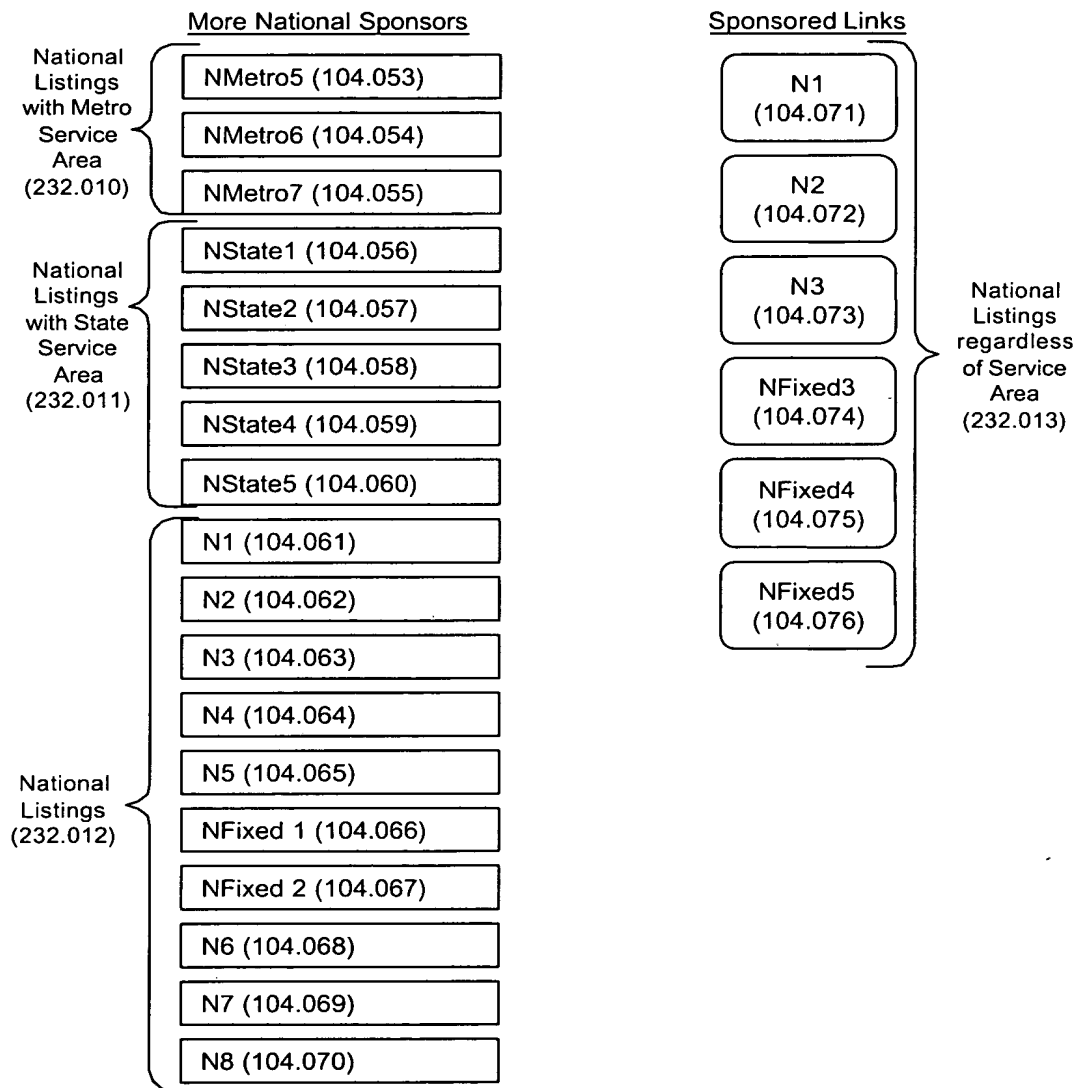 More National Sponsors
National
Listings
with Metro
Service
Area
(232.010)
NMetro5 (104.053)
NMetro6 (104.054)
NMetro7 (104.055)
National
Listings
with State
Service
Area
(232.011)
NState1 (104.056)
NState2 (104.057)
NState3 (104.058)
NState4 (104.059)
NState5 (104.060)
National
Listings
(232.012)
N1 (104.061)
N2 (104.062)
N3 (104.063)
N4 (104.064)
N5 (104.065)
NFixed 1 (104.066)
NFixed 2 (104.067)
N6 (104.068)
N7 (104.069)
N8 (104.070)
Sponsored Links
N1
(104.071)
N2
(104.072)
N3
(104.073)
NFixed3
(104.074)
NFixed4
(104.075)
NFixed5
(104.076)
National
Listings
regardless
of Service
Area
(232.013)